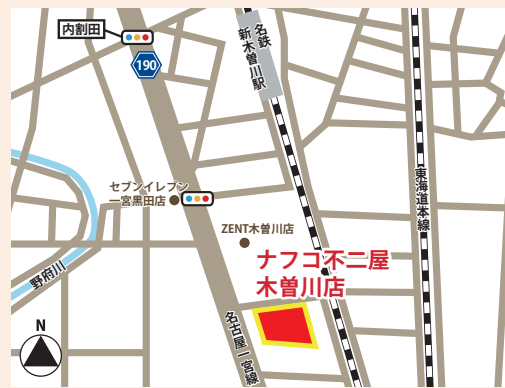 内割田
190
名鉄
新木曽川駅
東海道本線
セブンイレブン
一宮黒田店
ZENT木曽川店
野府川
ナフコ不二屋
木曽川店
名古屋一宮線
N